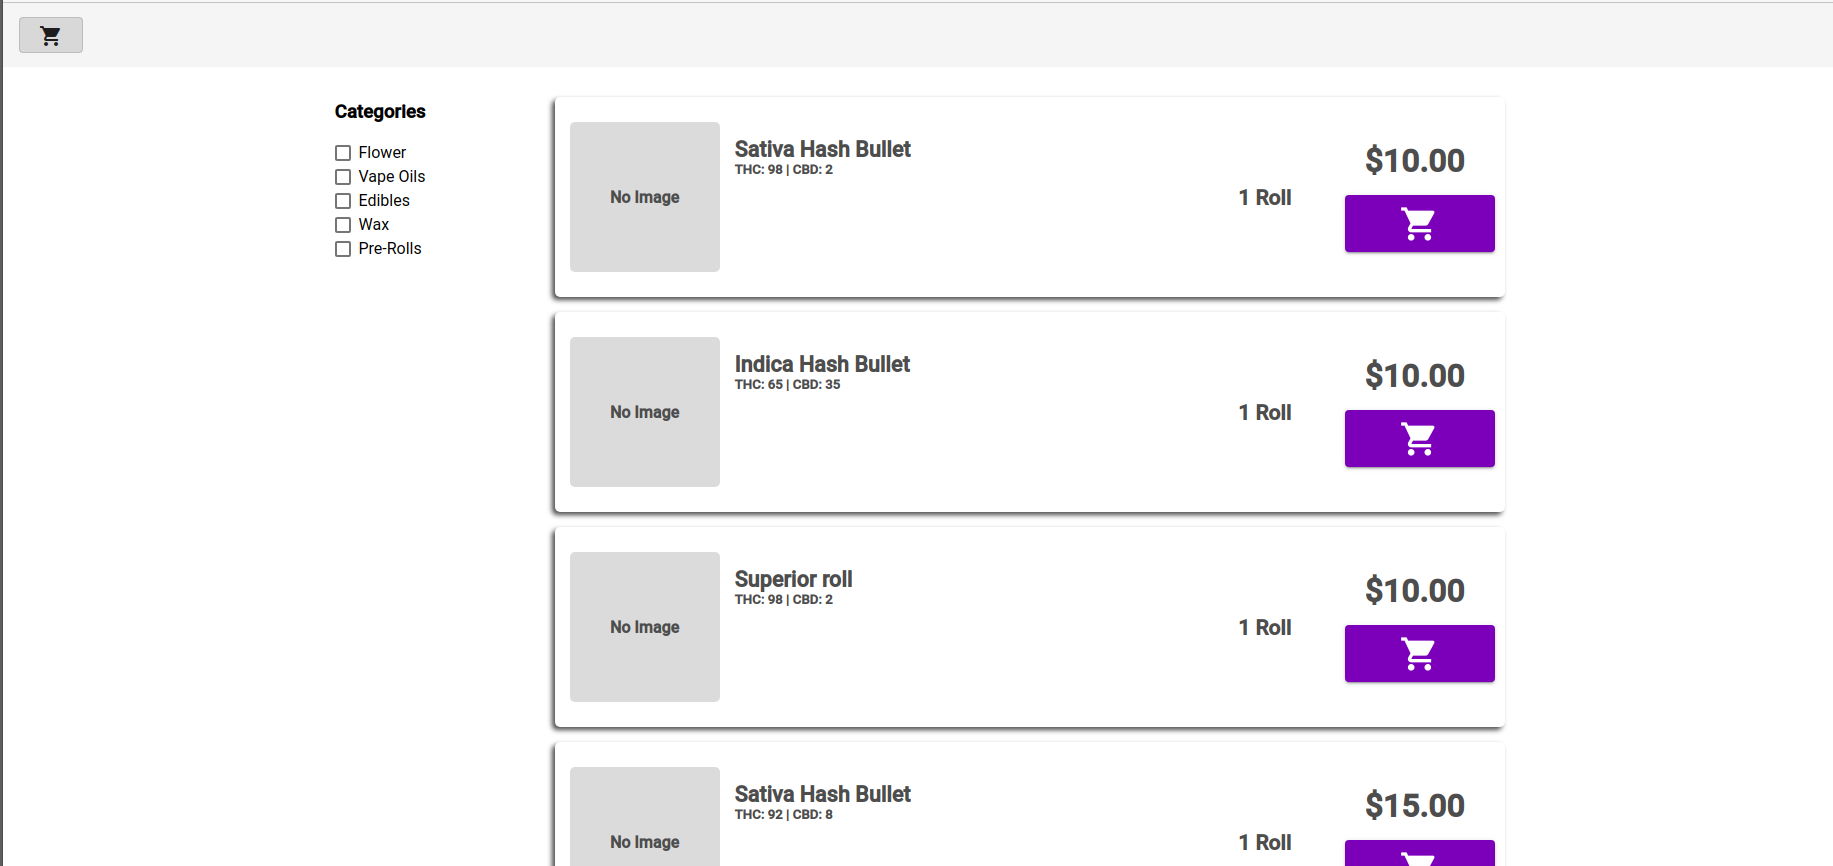 Categories
Flower
Vape Oils
Edibles
Wax
Pre-Rolls
No Image
Sativa Hash Bullet
THC: 98 | CBD: 2
1 Roll
$10.00
No Image
Indica Hash Bullet
THC: 65 | CBD: 35
1 Roll
$10.00
No Image
Superior roll
THC: 98 | CBD: 2
1 Roll
$10.00
No Image
Sativa Hash Bullet
THC: 92 | CBD: 8
1 Roll
$15.00